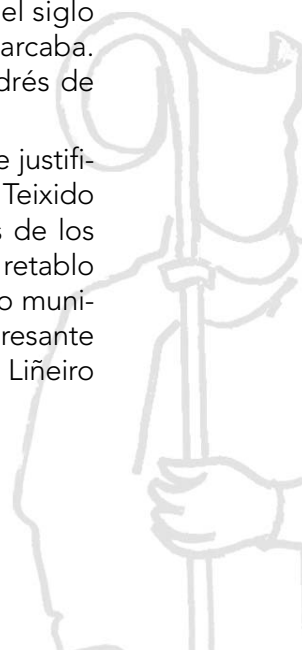 el siglo
arcaba.
drés de
e justifi-
Teixido
s de los
retablo
o muni-
resante
Liñeiro